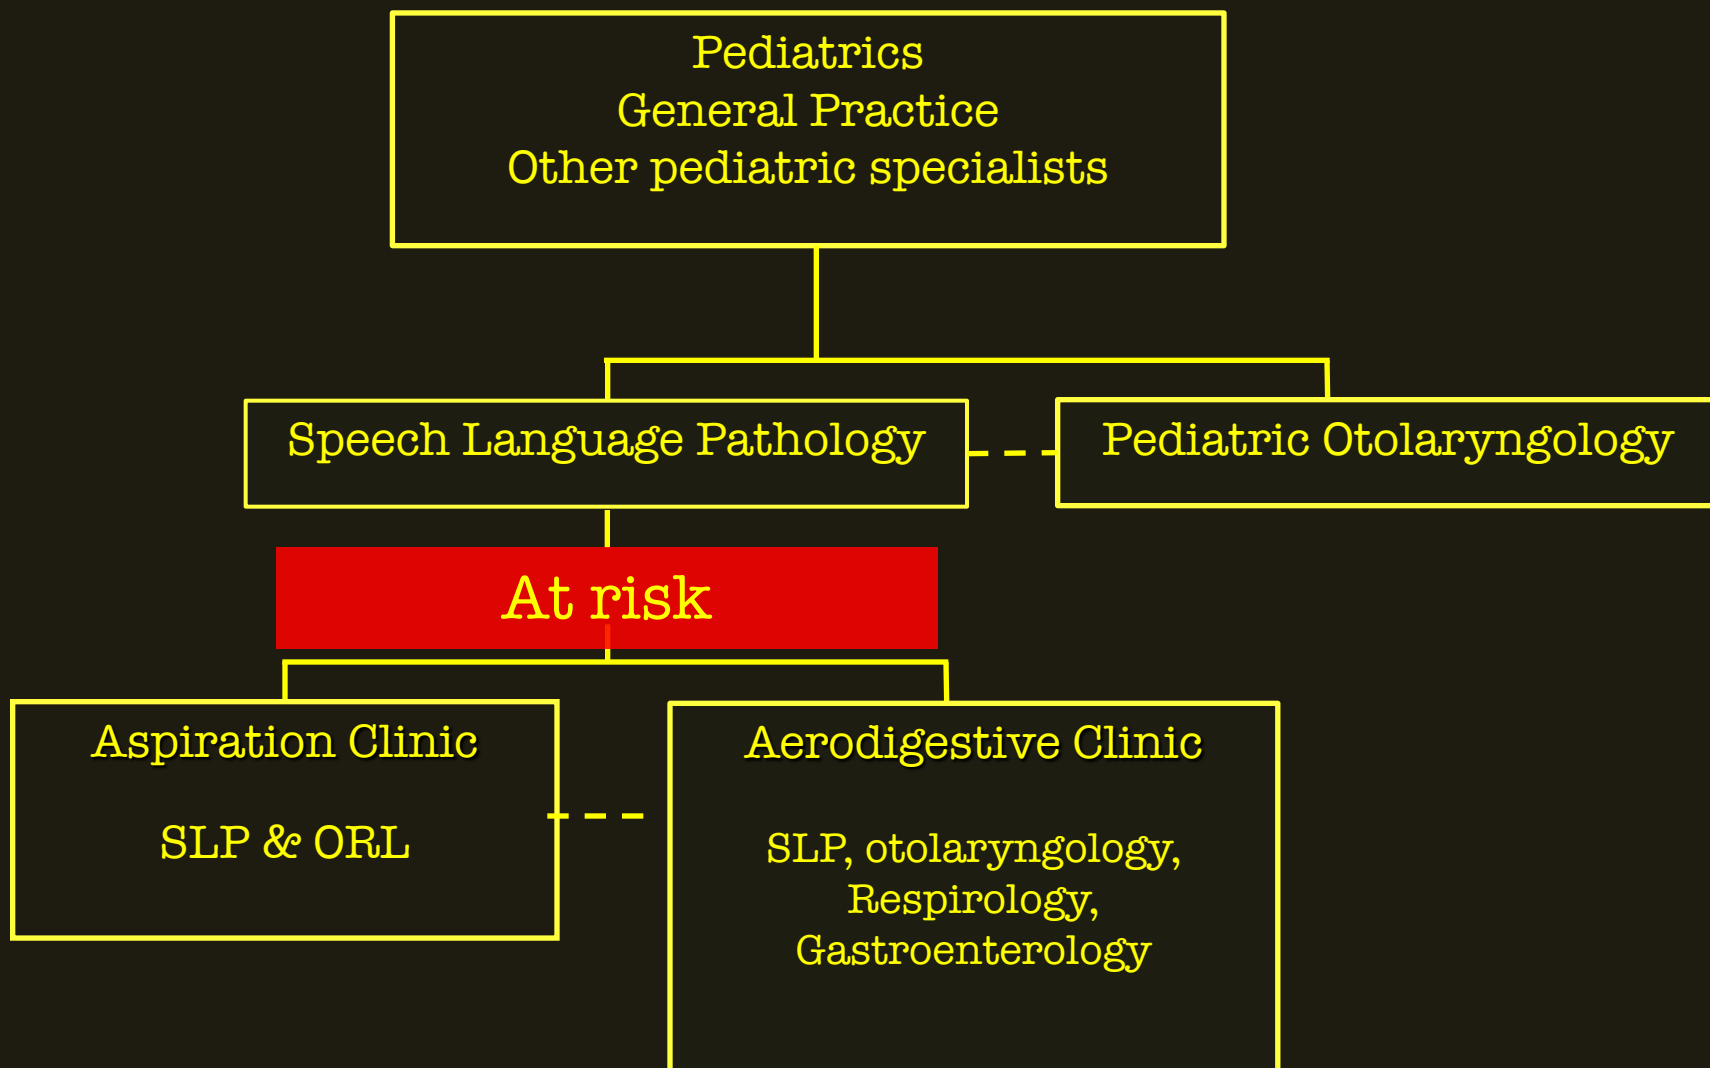 Pediatrics
General Practice
Other pediatric specialists
Speech Language Pathology
Pediatric Otolaryngology
At risk
Aspiration Clinic
SLP & ORL
Aerodigestive Clinic
SLP, otolaryngology,
Respirology,
Gastroenterology